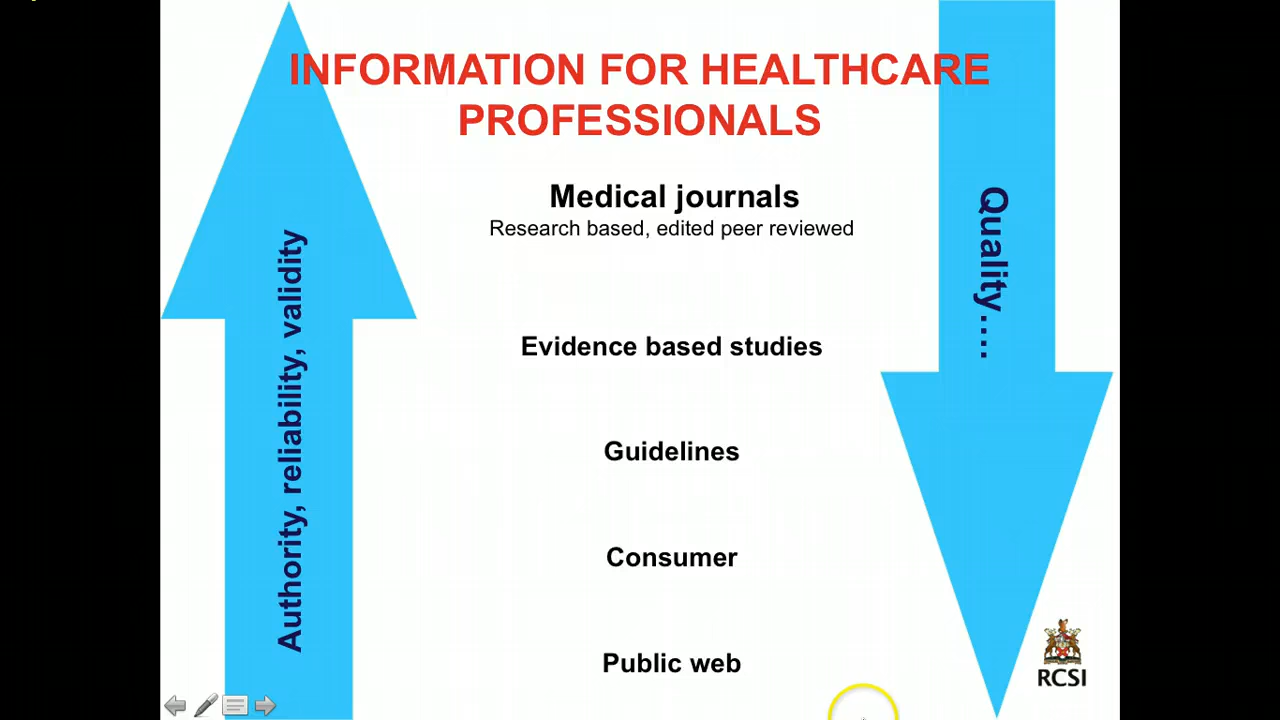 INFORMATION FOR HEALTHCARE
PROFESSIONALS
Medical journals
Research based, edited peer reviewed
Evidence based studies
Guidelines
Consumer
Public web
Authority, reliability, validity
Quality.....
RCSI